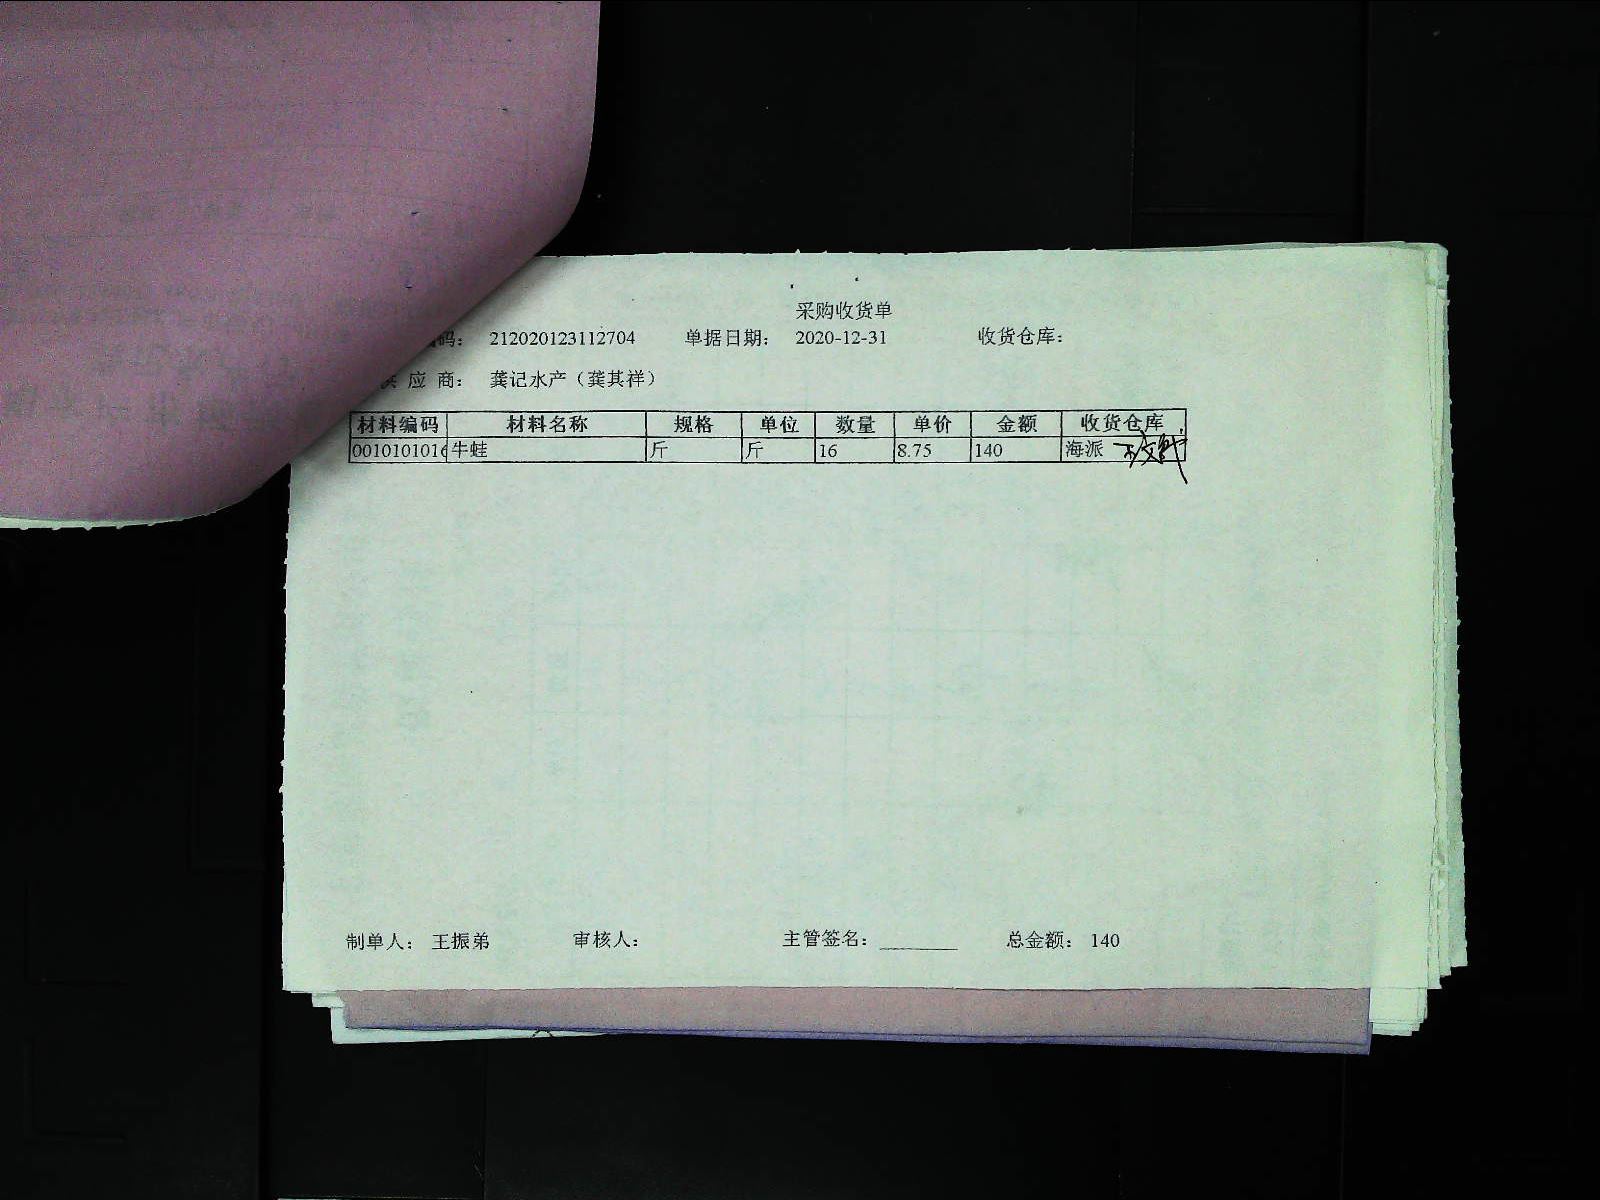 采购收货单
码： 212020123112704 单据日期： 2020-12-31 收货仓库：
应 商： 龚记水产（龚其祥）
材料编码 材料名称 规格 单位 数量 单价 金额 收货仓库
0010101016 牛蛙 斤 斤 16 8.75 140 海派
制单人： 王振弟 审核人： 主管签名： 总金额： 140